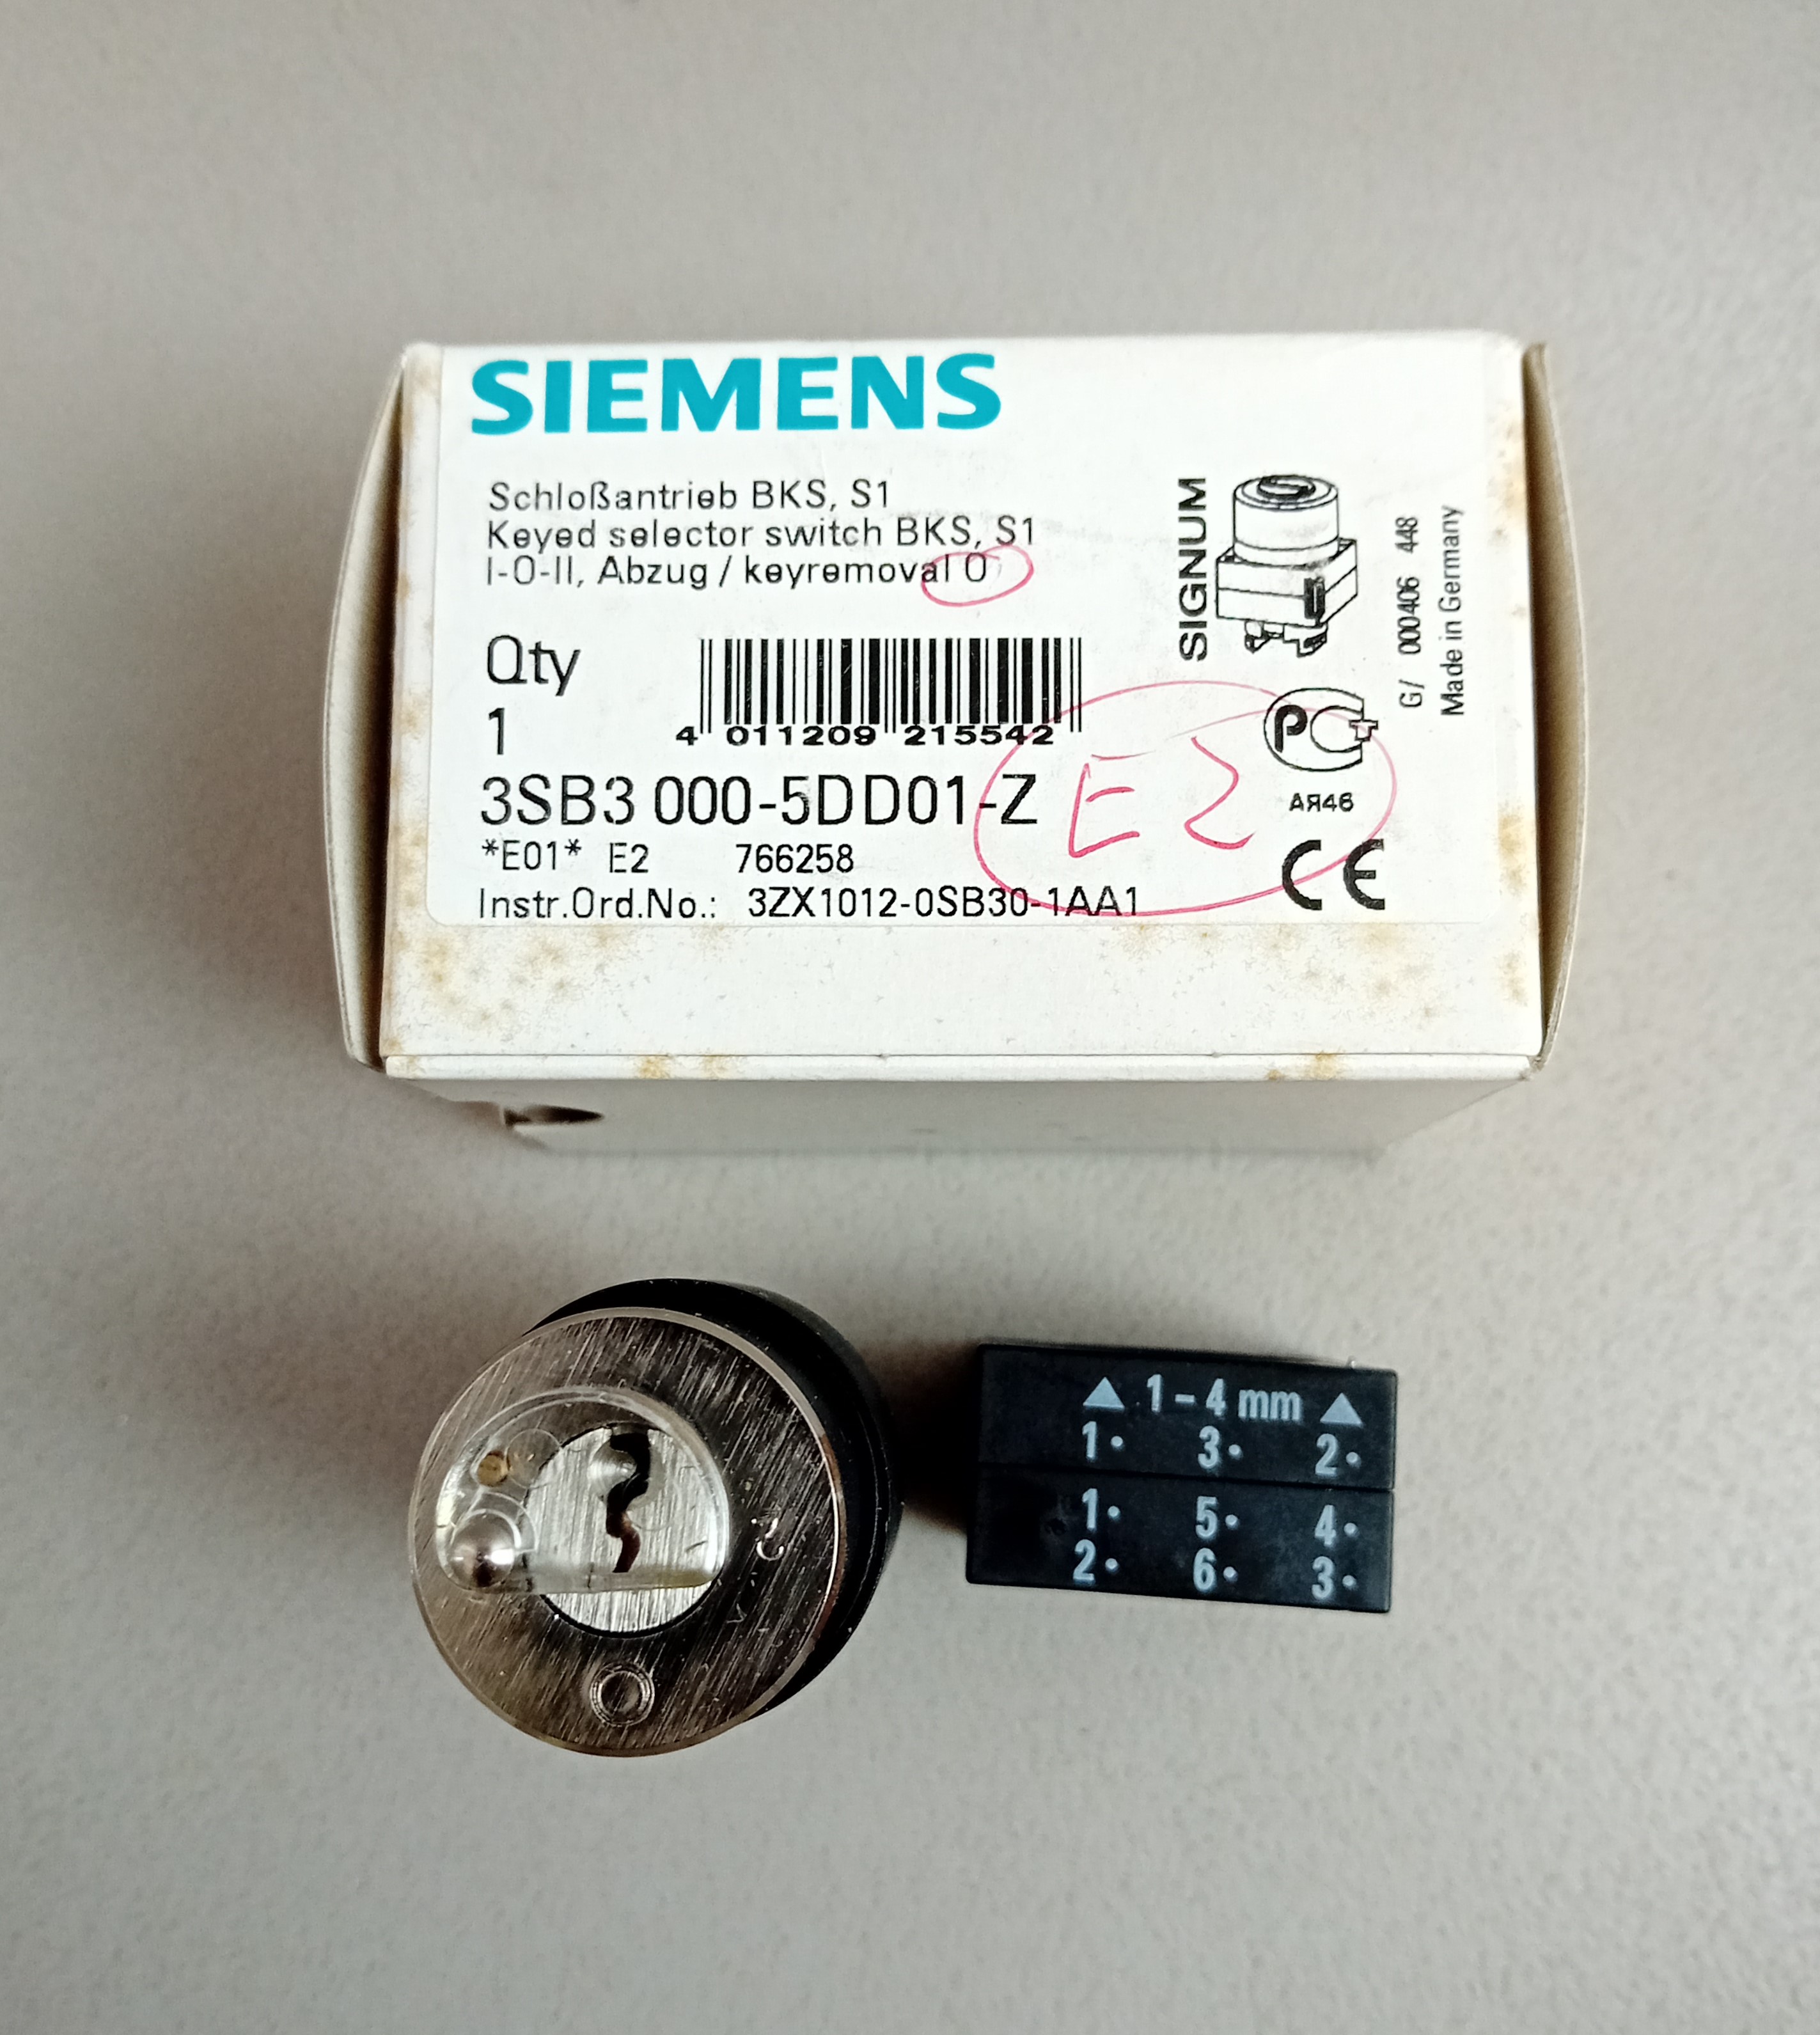 SIEMENS
Schloßantrieb BKS, S1
Keyed selector switch BKS, S1
I-O-II, Abzug / keyremoval O
SIGNUM
G/ 000406 448
Made in Germany
Qty
1
4 011209 215542
3SB3 000-5DD01-Z
E2
PC
АЯ46
*E01* E2 766258
CE
Instr.Ord.No.: 3ZX1012-0SB30-1AA1
▲ 1-4 mm ▲
1• 3• 2•
1• 5• 4•
2• 6• 3•